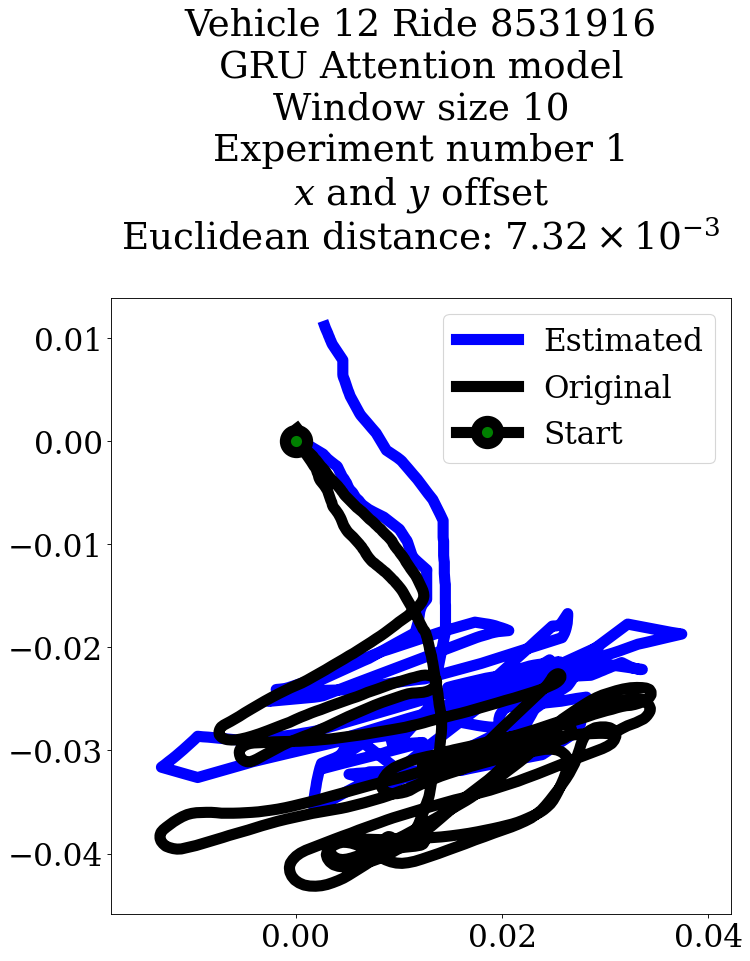 Vehicle 12 Ride 8531916
GRU Attention model
Window size 10
Experiment number 1
x and y offset
Euclidean distance: 7.32 × 10⁻³
Estimated
Original
Start
0.01
0.00
−0.01
−0.02
−0.03
−0.04
0.00 0.02 0.04